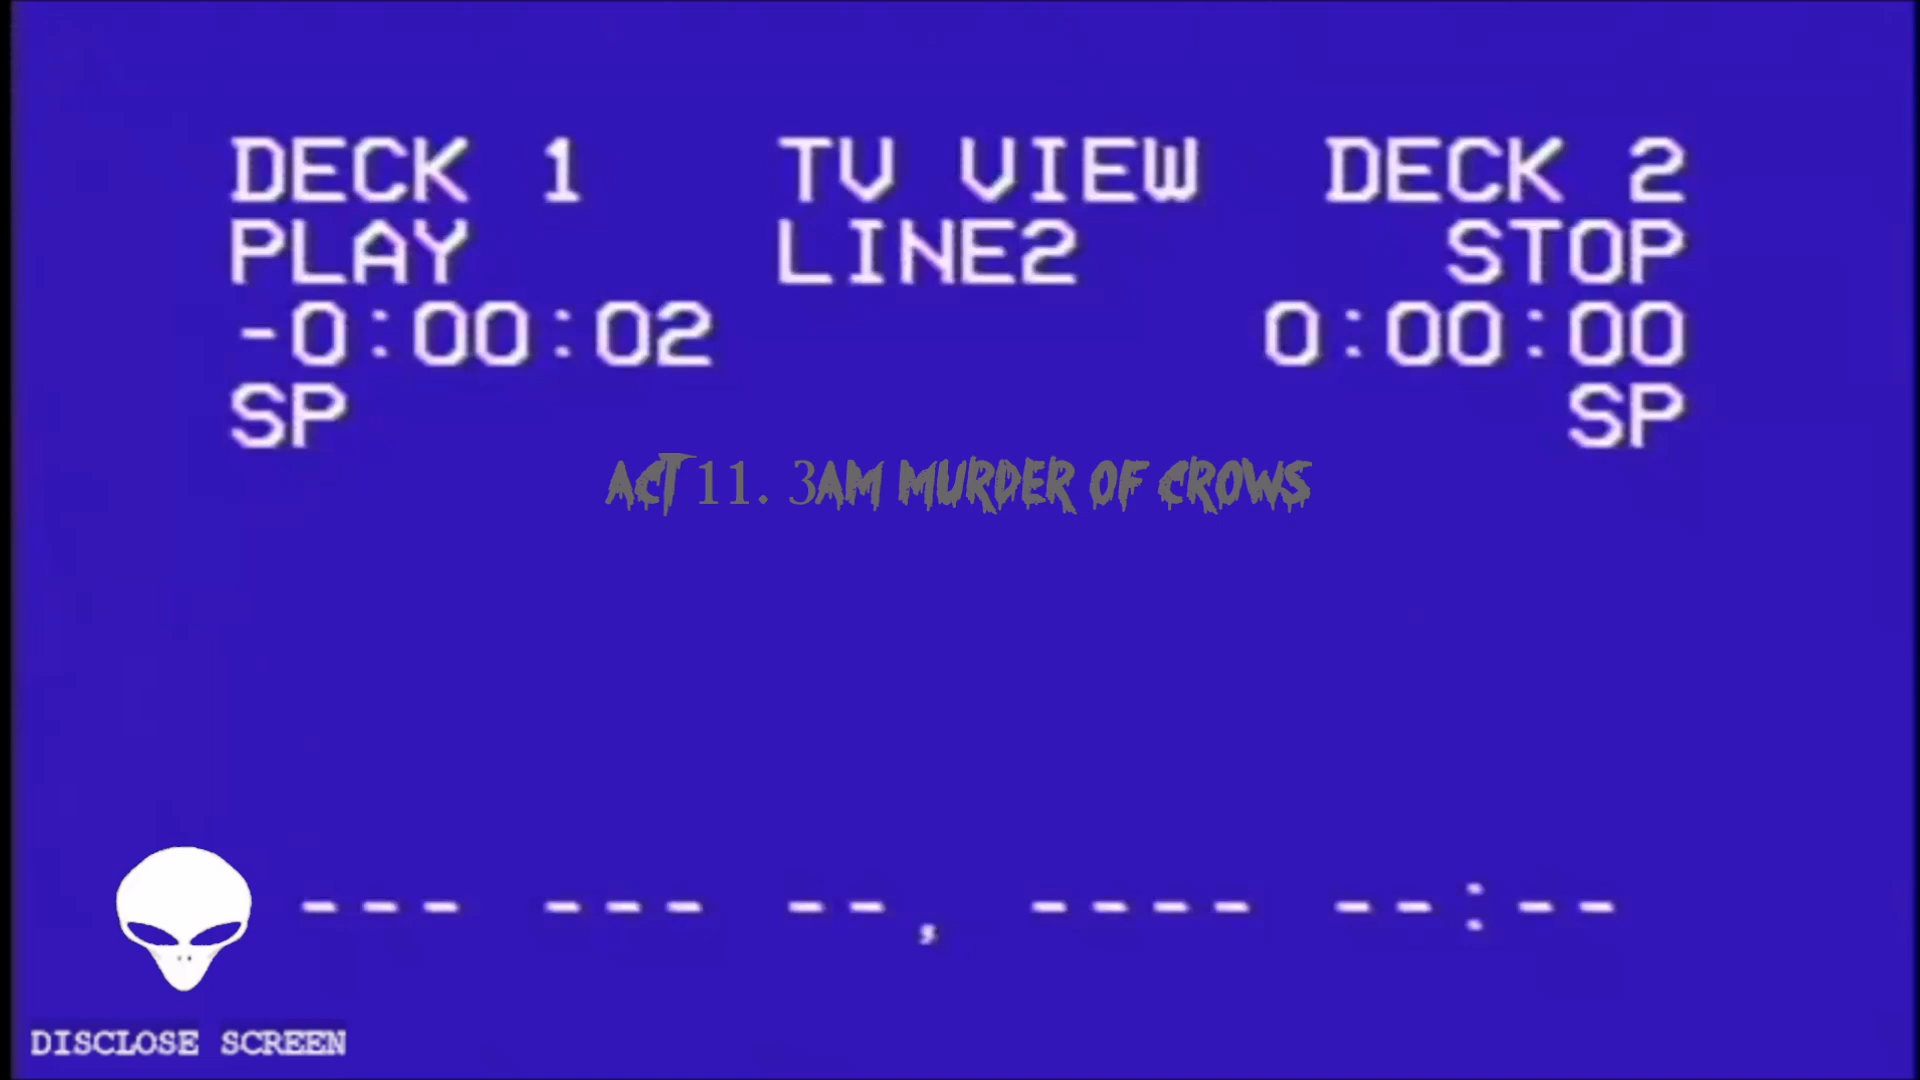 DECK 1 TV VIEW DECK 2
PLAY LINE2 STOP
-0:00:02 0:00:00
SP SP
ACT 11. 3AM MURDER OF CROWS
--- --- --, ---- --:--
DISCLOSE SCREEN